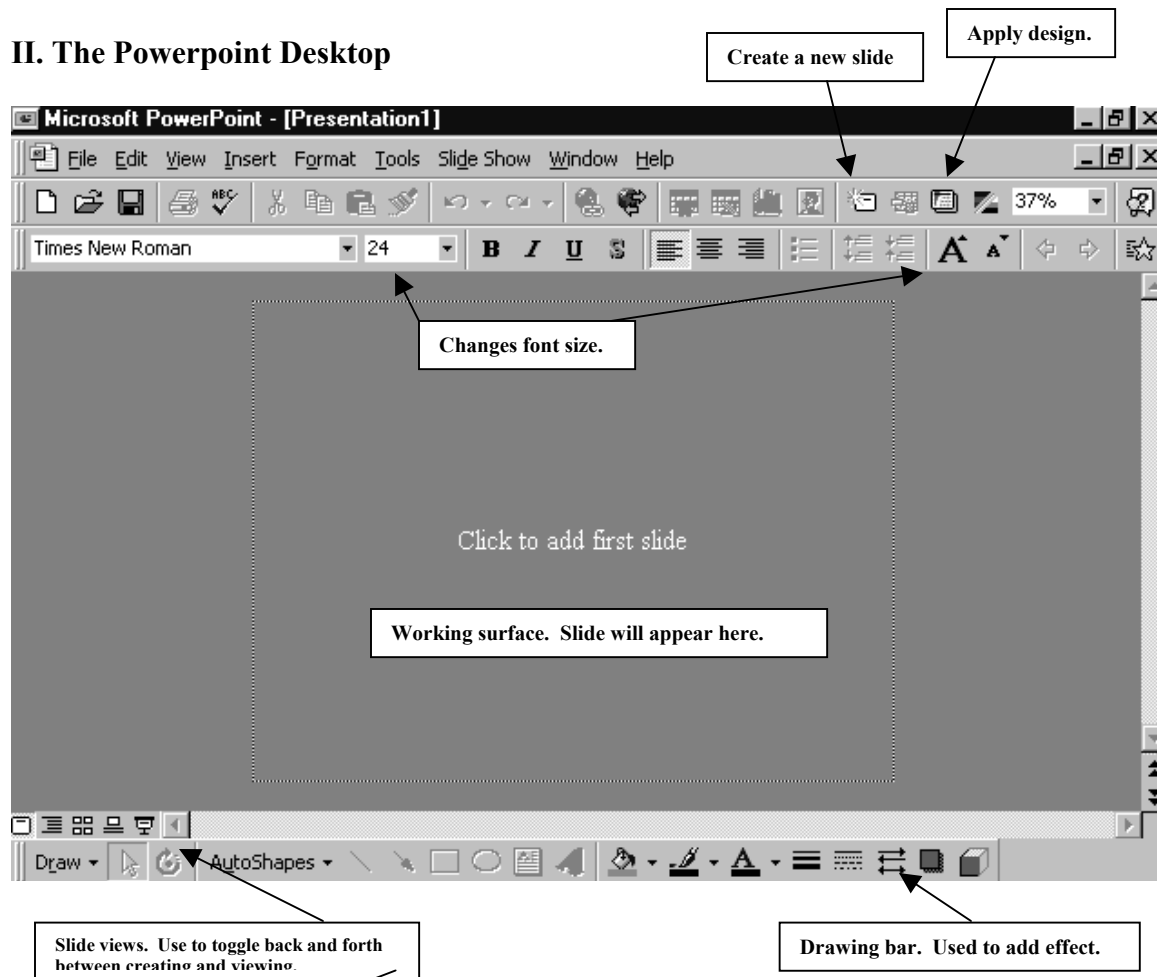 II. The Powerpoint Desktop
Create a new slide
Apply design.
Microsoft PowerPoint - [Presentation1]
File Edit View Insert Format Tools Slide Show Window Help
ABC
37%
Times New Roman 24 B I U S A A
Changes font size.
Click to add first slide
Working surface. Slide will appear here.
Draw AutoShapes A
Slide views. Use to toggle back and forth
between creating and viewing.
Drawing bar. Used to add effect.